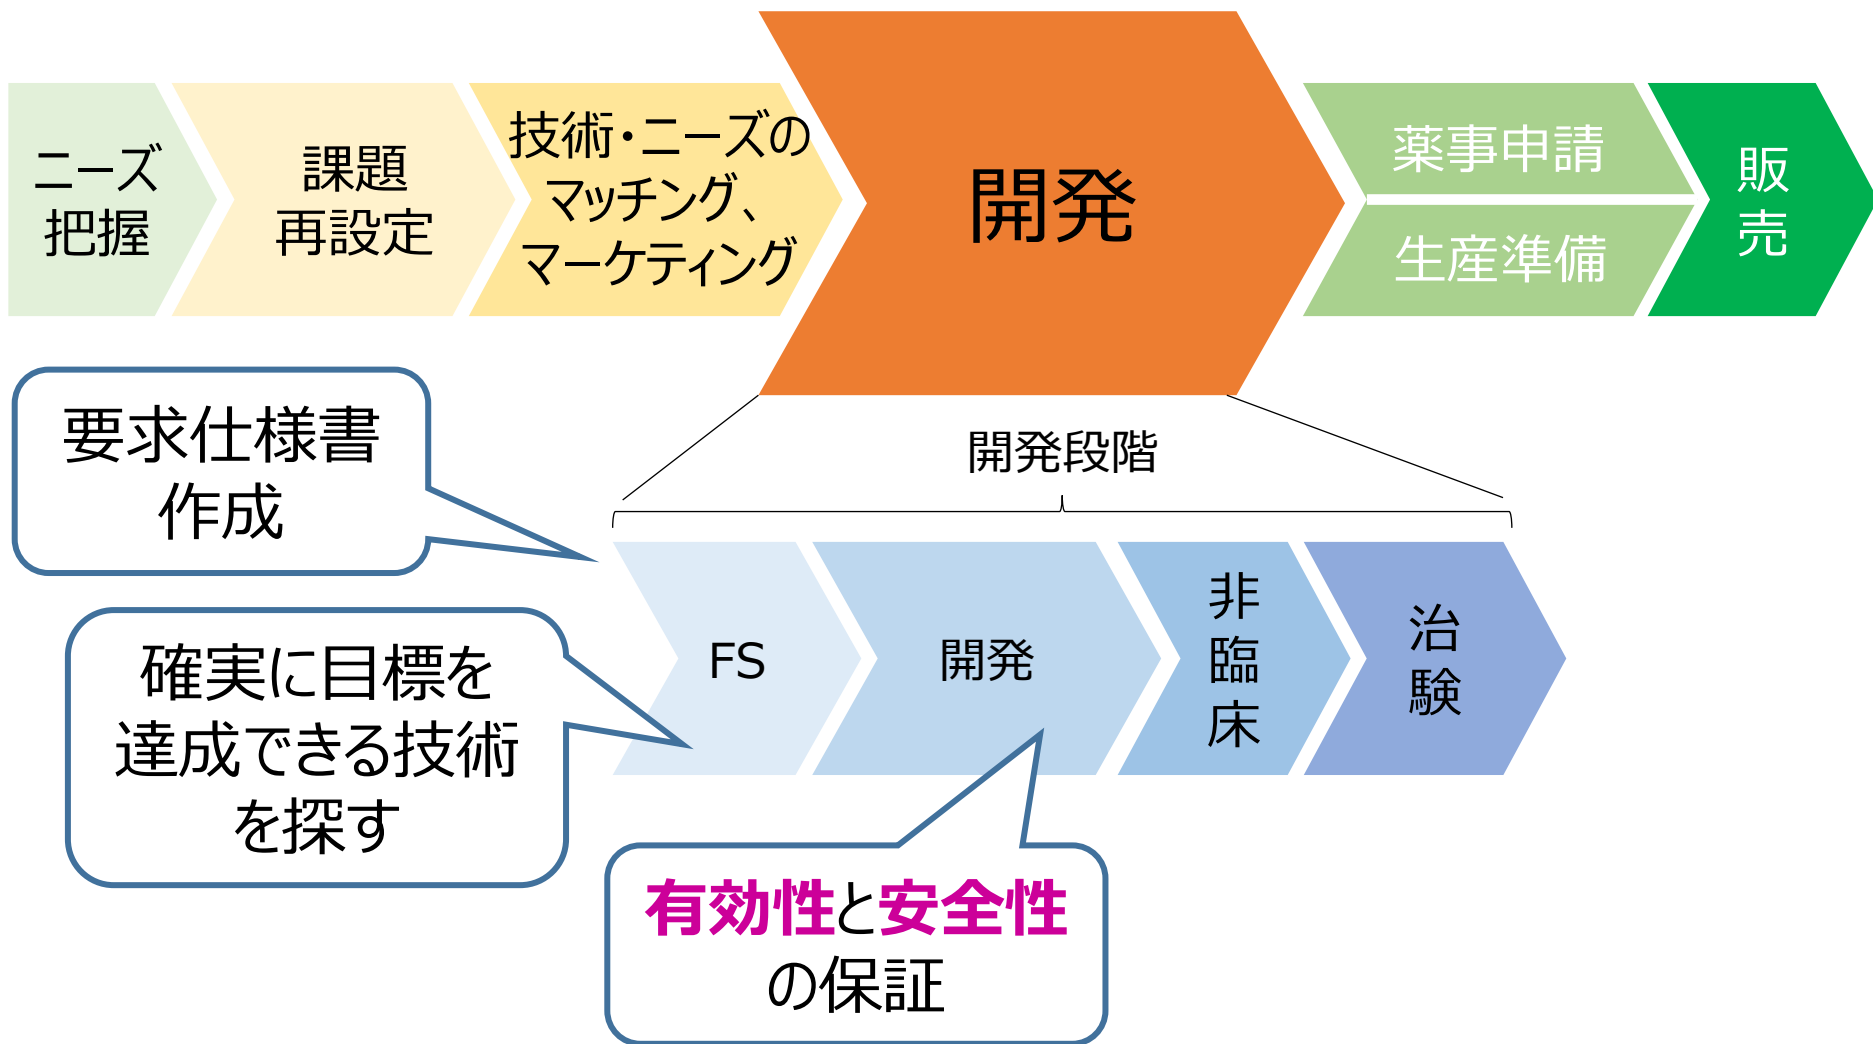 ニーズ
把握
課題
再設定
技術・ニーズの
マッチング、
マーケティング
開発
薬事申請
生産準備
販
売
要求仕様書
作成
開発段階
FS
開発
非
臨
床
治
験
確実に目標を
達成できる技術
を探す
有効性と安全性
の保証